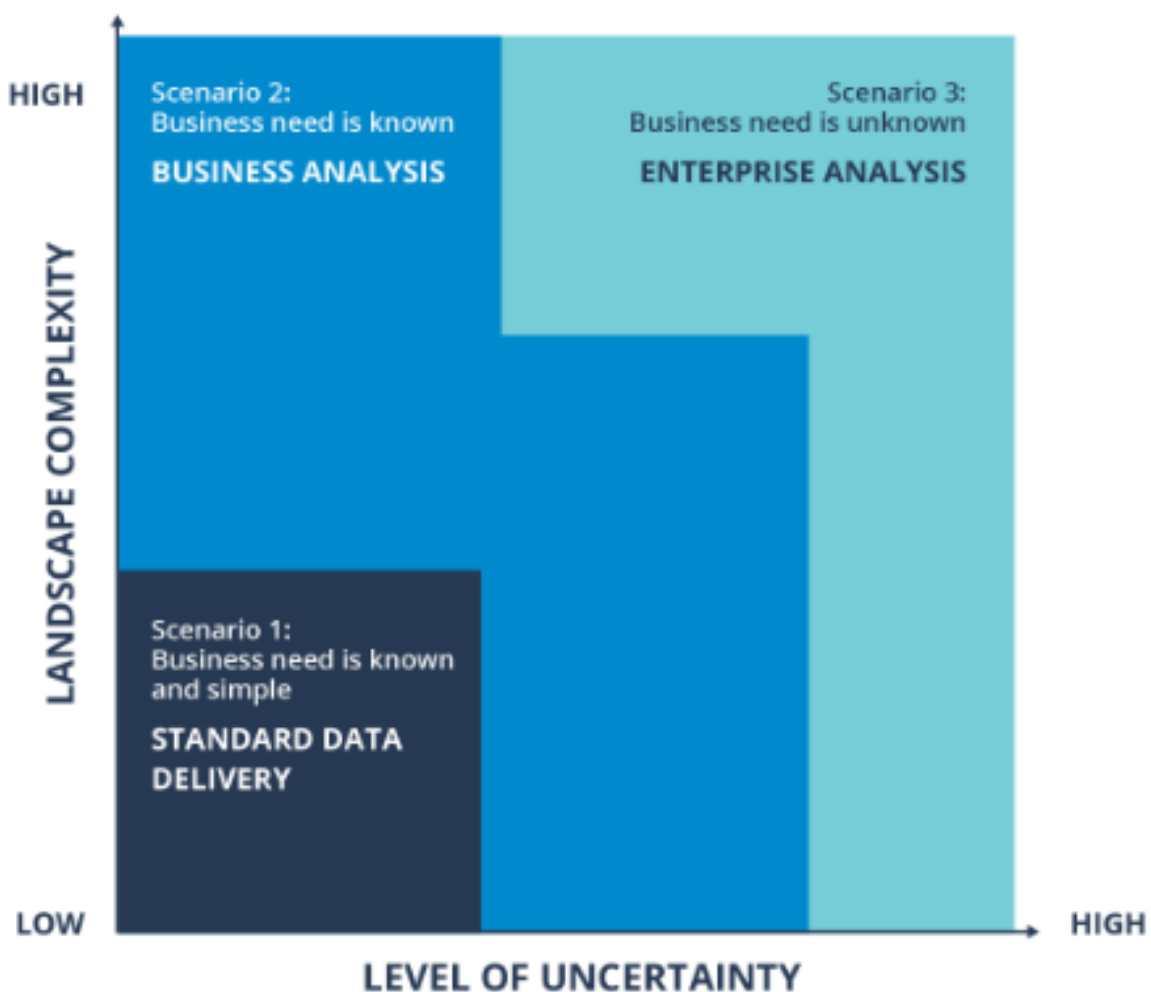 HIGH
Scenario 2:
Business need is known
BUSINESS ANALYSIS
Scenario 3:
Business need is unknown
ENTERPRISE ANALYSIS
LANDSCAPE COMPLEXITY
Scenario 1:
Business need is known
and simple
STANDARD DATA
DELIVERY
LOW
HIGH
LEVEL OF UNCERTAINTY